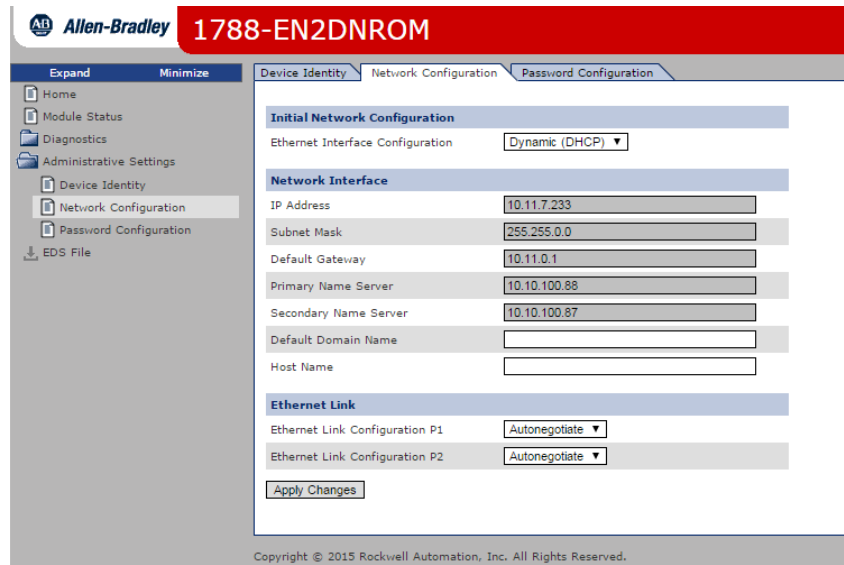 AB Allen-Bradley 1788-EN2DNROM
Expand Minimize
Home
Module Status
Diagnostics
Administrative Settings
Device Identity
Network Configuration
Password Configuration
EDS File
Device Identity Network Configuration Password Configuration
Initial Network Configuration
Ethernet Interface Configuration Dynamic (DHCP)
Network Interface
IP Address 10.11.7.233
Subnet Mask 255.255.0.0
Default Gateway 10.11.0.1
Primary Name Server 10.10.100.88
Secondary Name Server 10.10.100.87
Default Domain Name
Host Name
Ethernet Link
Ethernet Link Configuration P1 Autonegotiate
Ethernet Link Configuration P2 Autonegotiate
Apply Changes
Copyright © 2015 Rockwell Automation, Inc. All Rights Reserved.